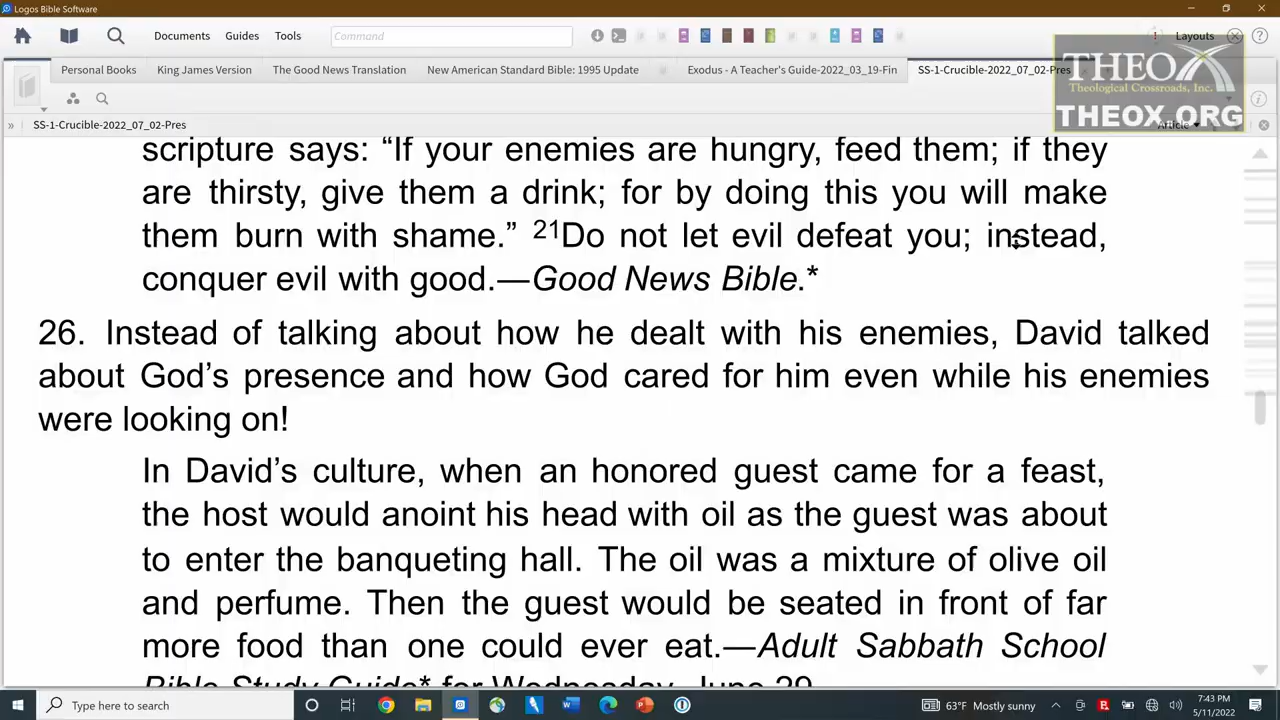 Logos Bible Software
Documents Guides Tools Command Layouts
Personal Books King James Version The Good News Translation New American Standard Bible: 1995 Update Exodus - A Teacher's Guide-2022_03_19-Fin SS-1-Crucible-2022_07_02-Pres
THEOX
Theological Crossroads, Inc.
THEOX.ORG
SS-1-Crucible-2022_07_02-Pres Article
scripture says: “If your enemies are hungry, feed them; if they
are thirsty, give them a drink; for by doing this you will make
them burn with shame.” 21Do not let evil defeat you; instead,
conquer evil with good.—Good News Bible.*
26. Instead of talking about how he dealt with his enemies, David talked
about God’s presence and how God cared for him even while his enemies
were looking on!
In David’s culture, when an honored guest came for a feast,
the host would anoint his head with oil as the guest was about
to enter the banqueting hall. The oil was a mixture of olive oil
and perfume. Then the guest would be seated in front of far
more food than one could ever eat.—Adult Sabbath School
Bible Study Guide* for Wednesday, June 29
Type here to search
63°F Mostly sunny
7:43 PM
5/11/2022